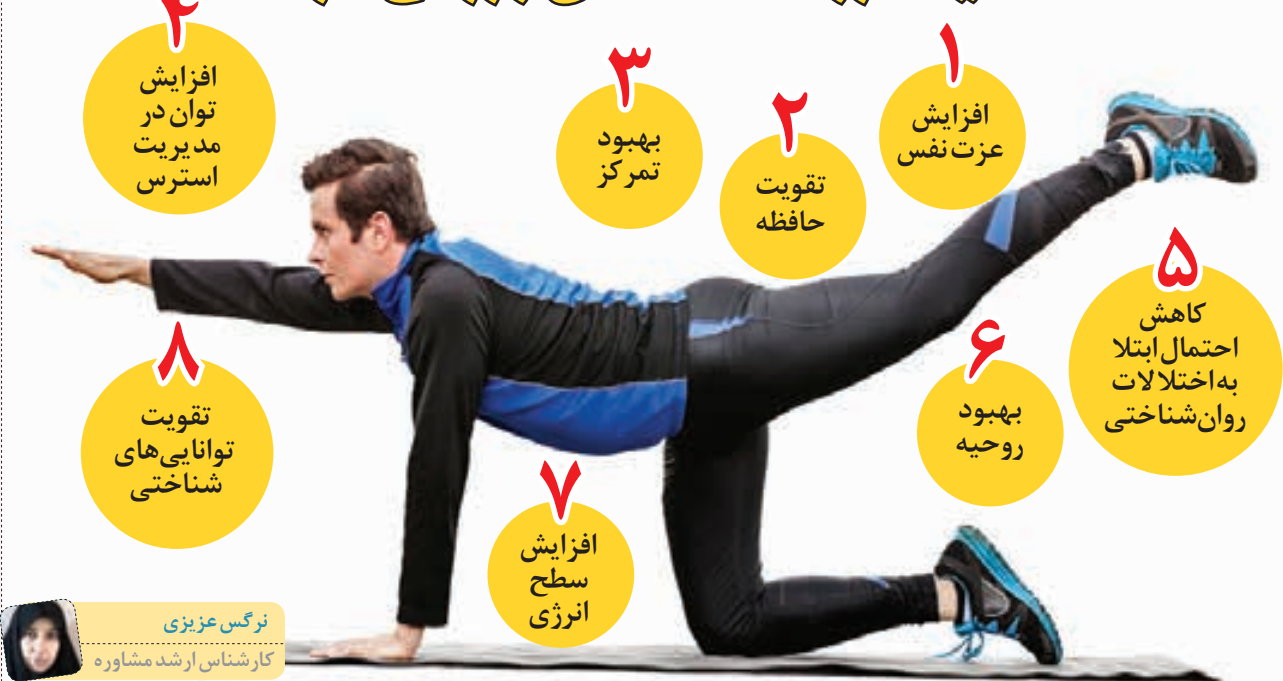 ۱
افزایش
عزت نفس
۲
تقویت
حافظه
۳
بهبود
تمرکز
۴
افزایش
توان در
مدیریت
استرس
۵
کاهش
احتمال ابتلا
به اختلالات
روان‌شناختی
۶
بهبود
روحیه
۷
افزایش
سطح
انرژی
۸
تقویت
توانایی‌های
شناختی
نرگس عزیزی
کارشناس ارشد مشاوره